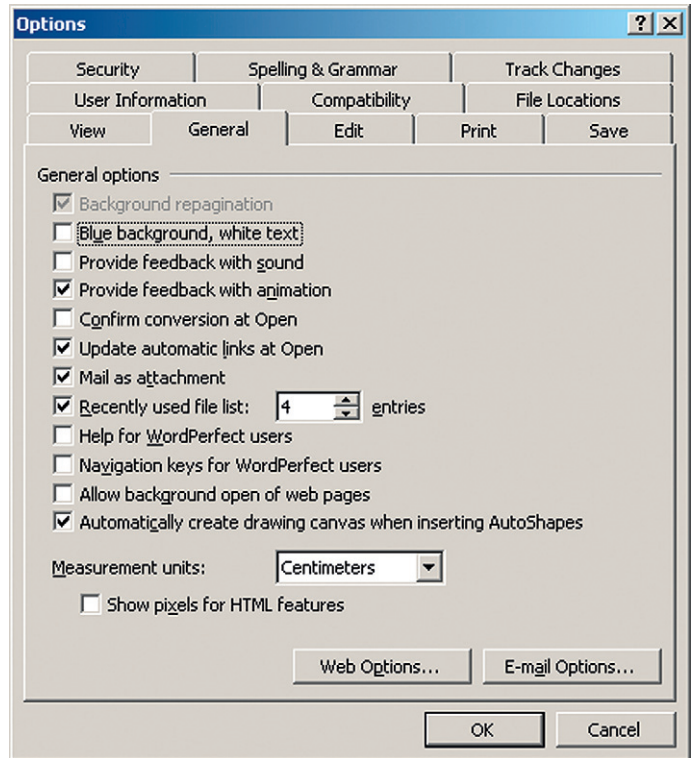 Options
Security Spelling & Grammar Track Changes
User Information Compatibility File Locations
View General Edit Print Save
General options
Background repagination
Blue background, white text
Provide feedback with sound
Provide feedback with animation
Confirm conversion at Open
Update automatic links at Open
Mail as attachment
Recently used file list: 4 entries
Help for WordPerfect users
Navigation keys for WordPerfect users
Allow background open of web pages
Automatically create drawing canvas when inserting AutoShapes
Measurement units: Centimeters
Show pixels for HTML features
Web Options... E-mail Options...
OK Cancel